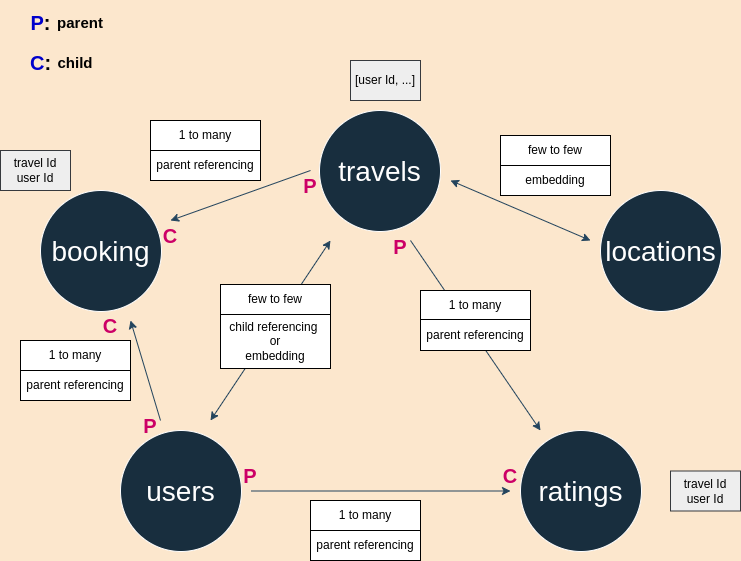 P: parent
C: child
[user Id, ...]
1 to many
parent referencing
travel Id
user Id
travels
few to few
embedding
P
C
booking
locations
P
few to few
child referencing
or
embedding
1 to many
parent referencing
C
1 to many
parent referencing
P
users
P
C
ratings
travel Id
user Id
1 to many
parent referencing